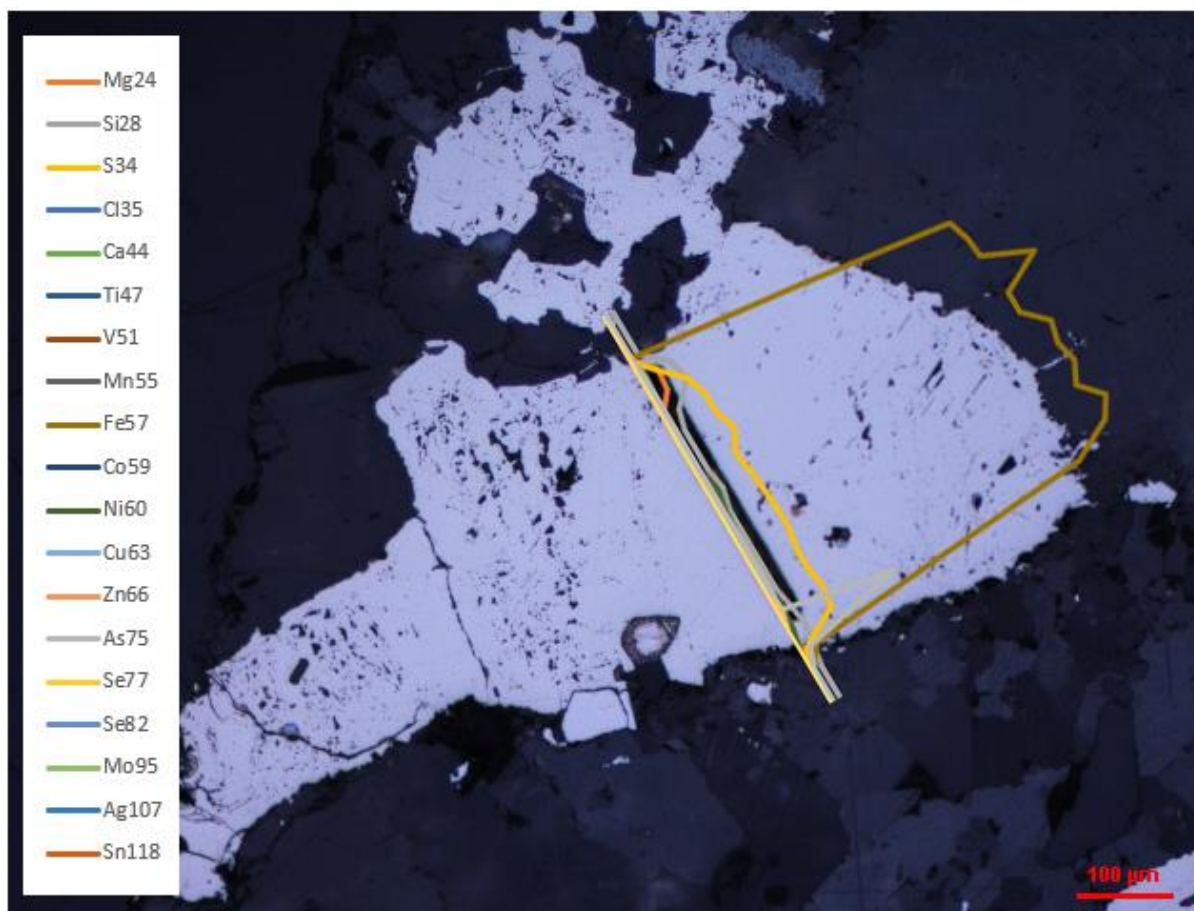 Mg24
Si28
S34
Cl35
Ca44
Ti47
V51
Mn55
Fe57
Co59
Ni60
Cu63
Zn66
As75
Se77
Se82
Mo95
Ag107
Sn118
100 µm